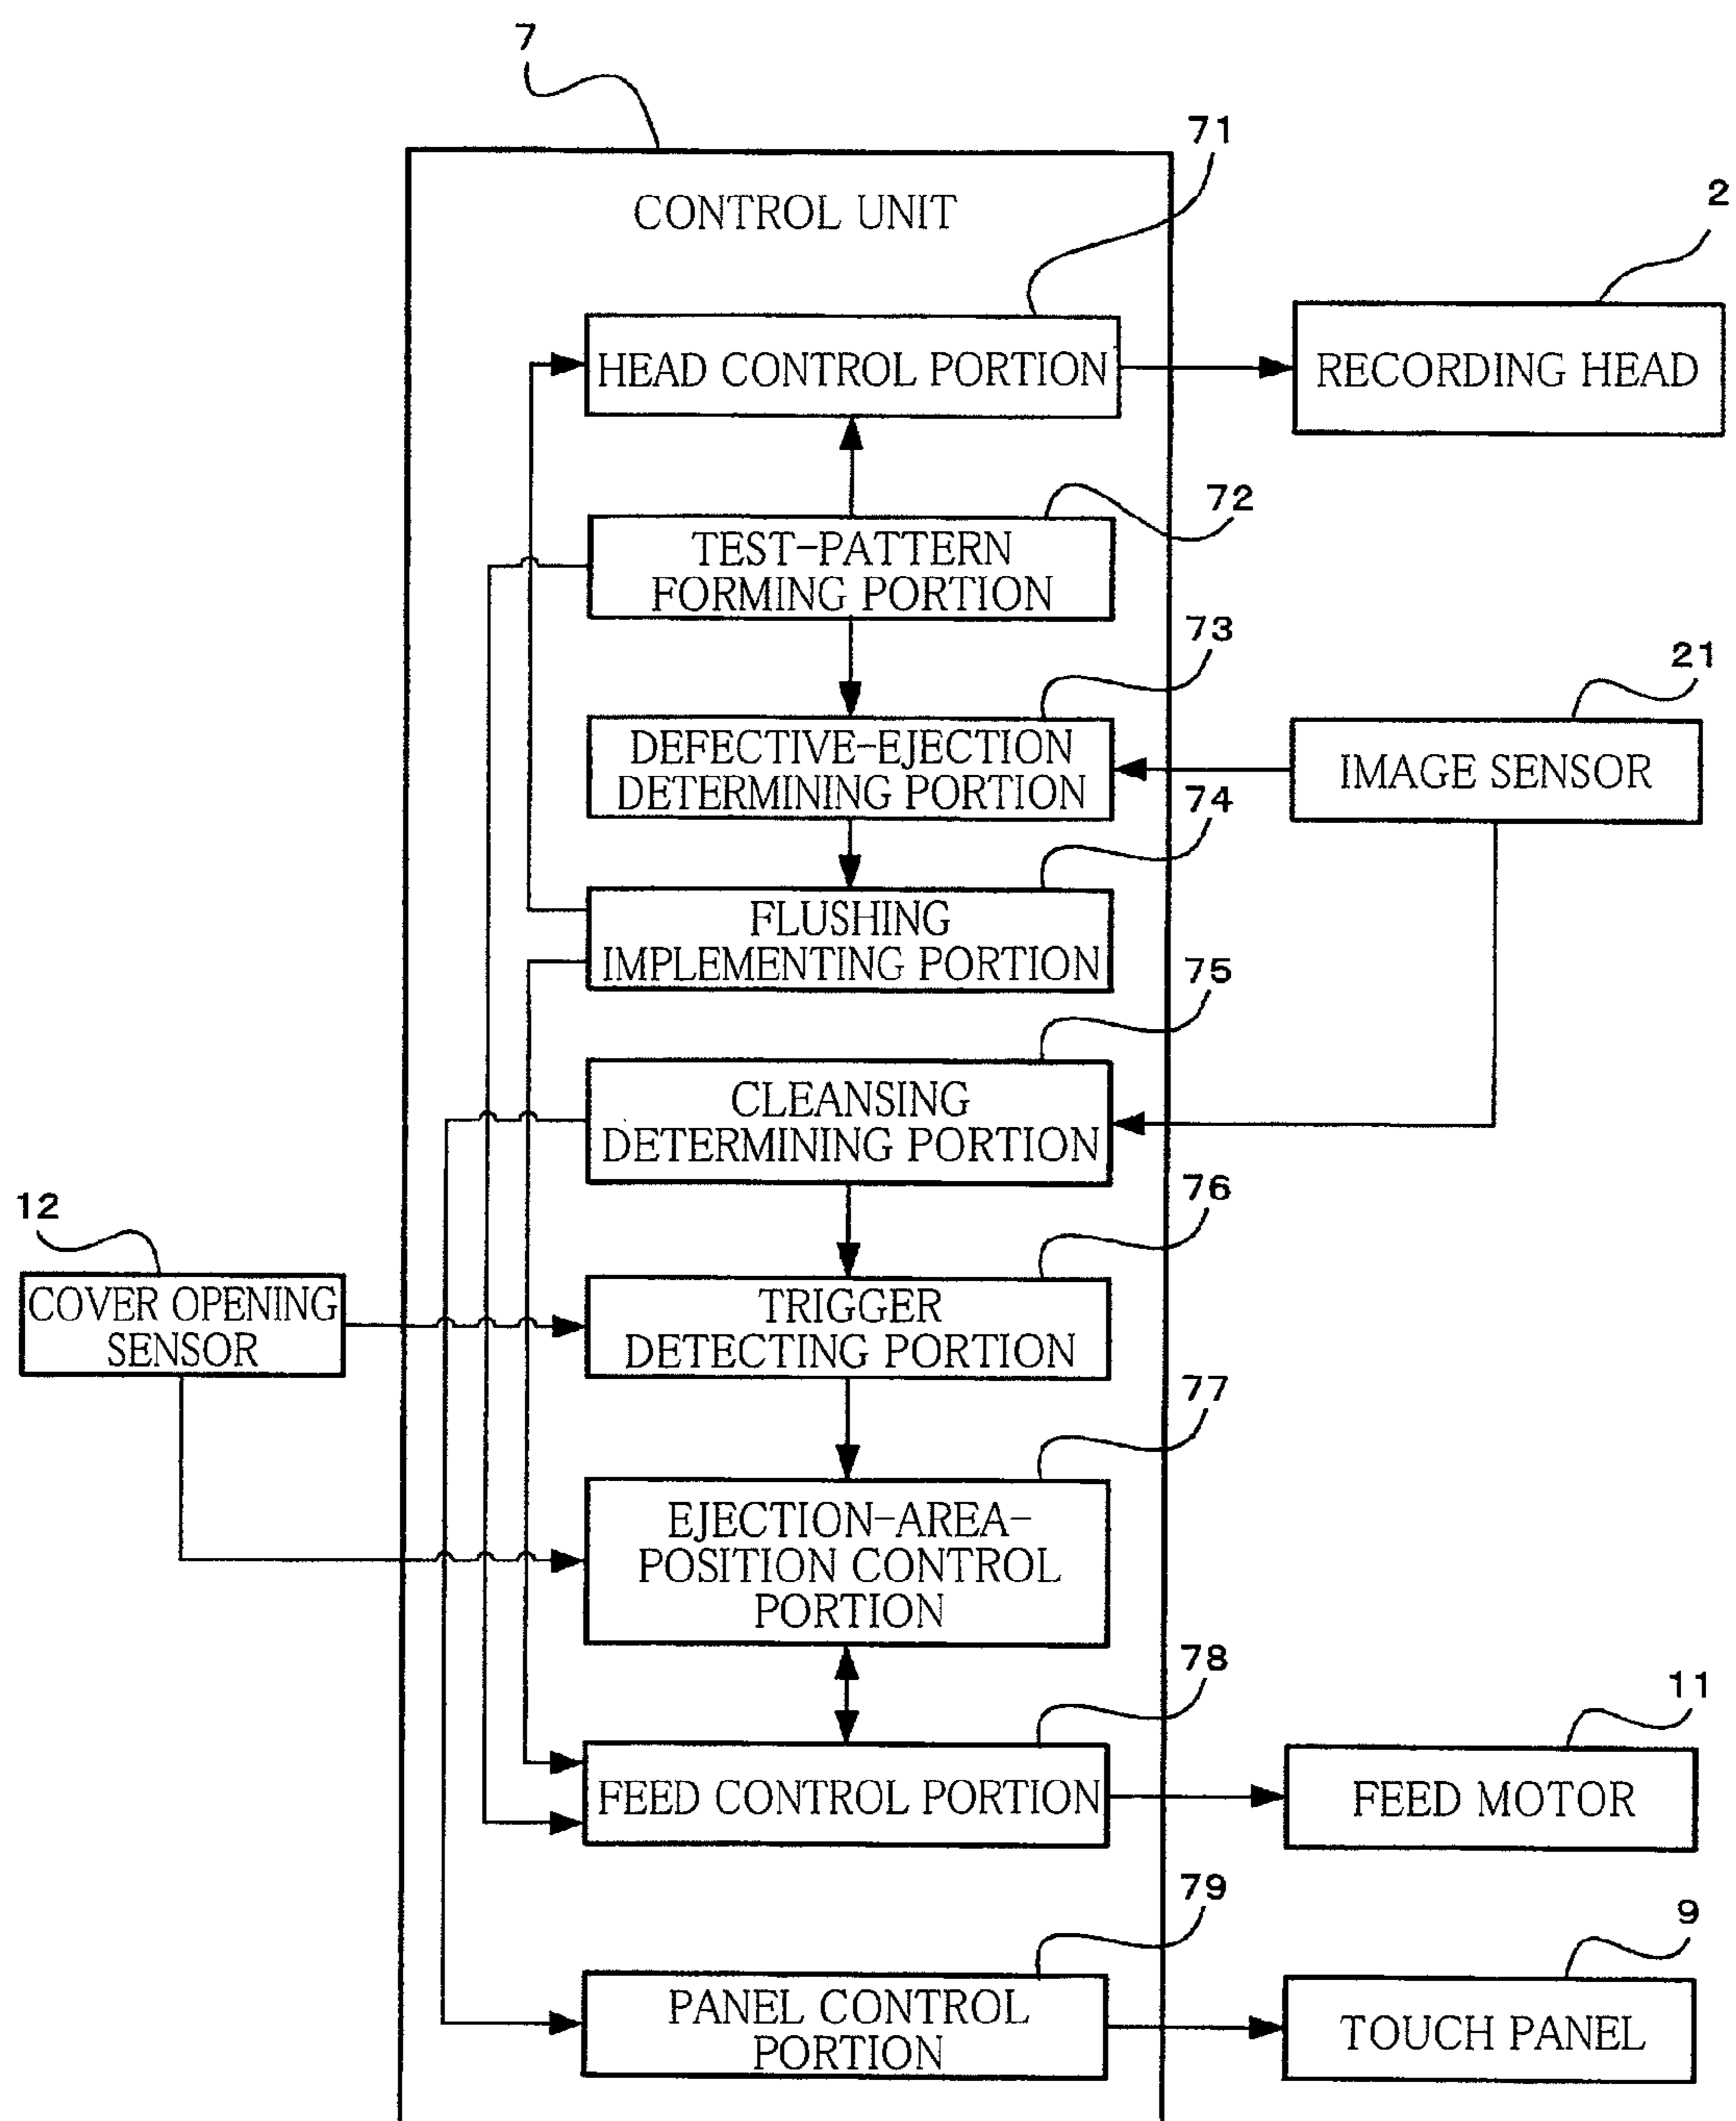 7
CONTROL UNIT
71
2
HEAD CONTROL PORTION
RECORDING HEAD
72
TEST-PATTERN
FORMING PORTION
73
21
DEFECTIVE-EJECTION
DETERMINING PORTION
IMAGE SENSOR
74
FLUSHING
IMPLEMENTING PORTION
75
CLEANSING
DETERMINING PORTION
76
12
COVER OPENING
SENSOR
TRIGGER
DETECTING PORTION
77
EJECTION-AREA-
POSITION CONTROL
PORTION
78
11
FEED CONTROL PORTION
FEED MOTOR
79
9
PANEL CONTROL
PORTION
TOUCH PANEL